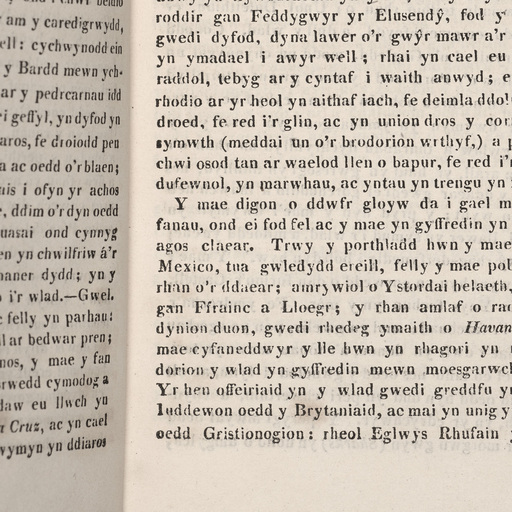 am y caredigrwydd,
ell: cychwynodd ein
y Bardd mewn ych-
ar y pedrcarnau idd
'i geffyl, yn dyfod yn
aros, fe droiodd pen
a ac oedd o'r blaen;
ais i ofyn yr achos
, ddim o'r dyn oedd
uasai ond cynnyg
en yn chwilfriw â'r
baner dydd; yn y
i'r wlad.—Gwel.
felly yn parhau:
l ar bedwar pren;
nos, y mae y fan
rwedd cymodog a
law eu llwch yn
Cruz, ac yn cael
wymyn yn ddiaros
roddir gan Feddygwyr yr Elusendŷ, fod y
gwedi dyfod, dyna lawer o'r gwŷr mawr a'r
yn ymadael i awyr well; rhai yn cael eu
raddol, tebyg ar y cyntaf i waith anwyd; e
rhodio ar yr heol yn aithaf iach, fe deimla ddol
droed, fe red i'r glin, ac yn union dros y cor
symwth (meddai un o'r brodorion wrthyf,) a p
chwi osod tan ar waelod llen o bapur, fe red i'r
dufewnol, yn marwhau, ac yntau yn trengu yn
Y mae digon o ddwfr gloyw da i gael m
fanau, ond ei fod fel ac y mae yn gyffredin yn
agos claear. Trwy y porthladd hwn y mae
Mexico, tua gwledydd ereill, felly y mae pob
rhan o'r ddaear; amrywiol o Ystordai helaeth,
gan Ffrainc a Lloegr; y rhan amlaf o rad
dynion duon, gwedi rhedeg ymaith o Havan
mae cyfaneddwyr y lle hwn yn rhagori yn
dorion y wlad yn gyffredin mewn moesgarwch
Yr hen offeiriaid yn y wlad gwedi greddfu yn
Iuddewon oedd y Brytaniaid, ac mai yn unig y
oedd Gristionogion: rheol Eglwys Rhufain